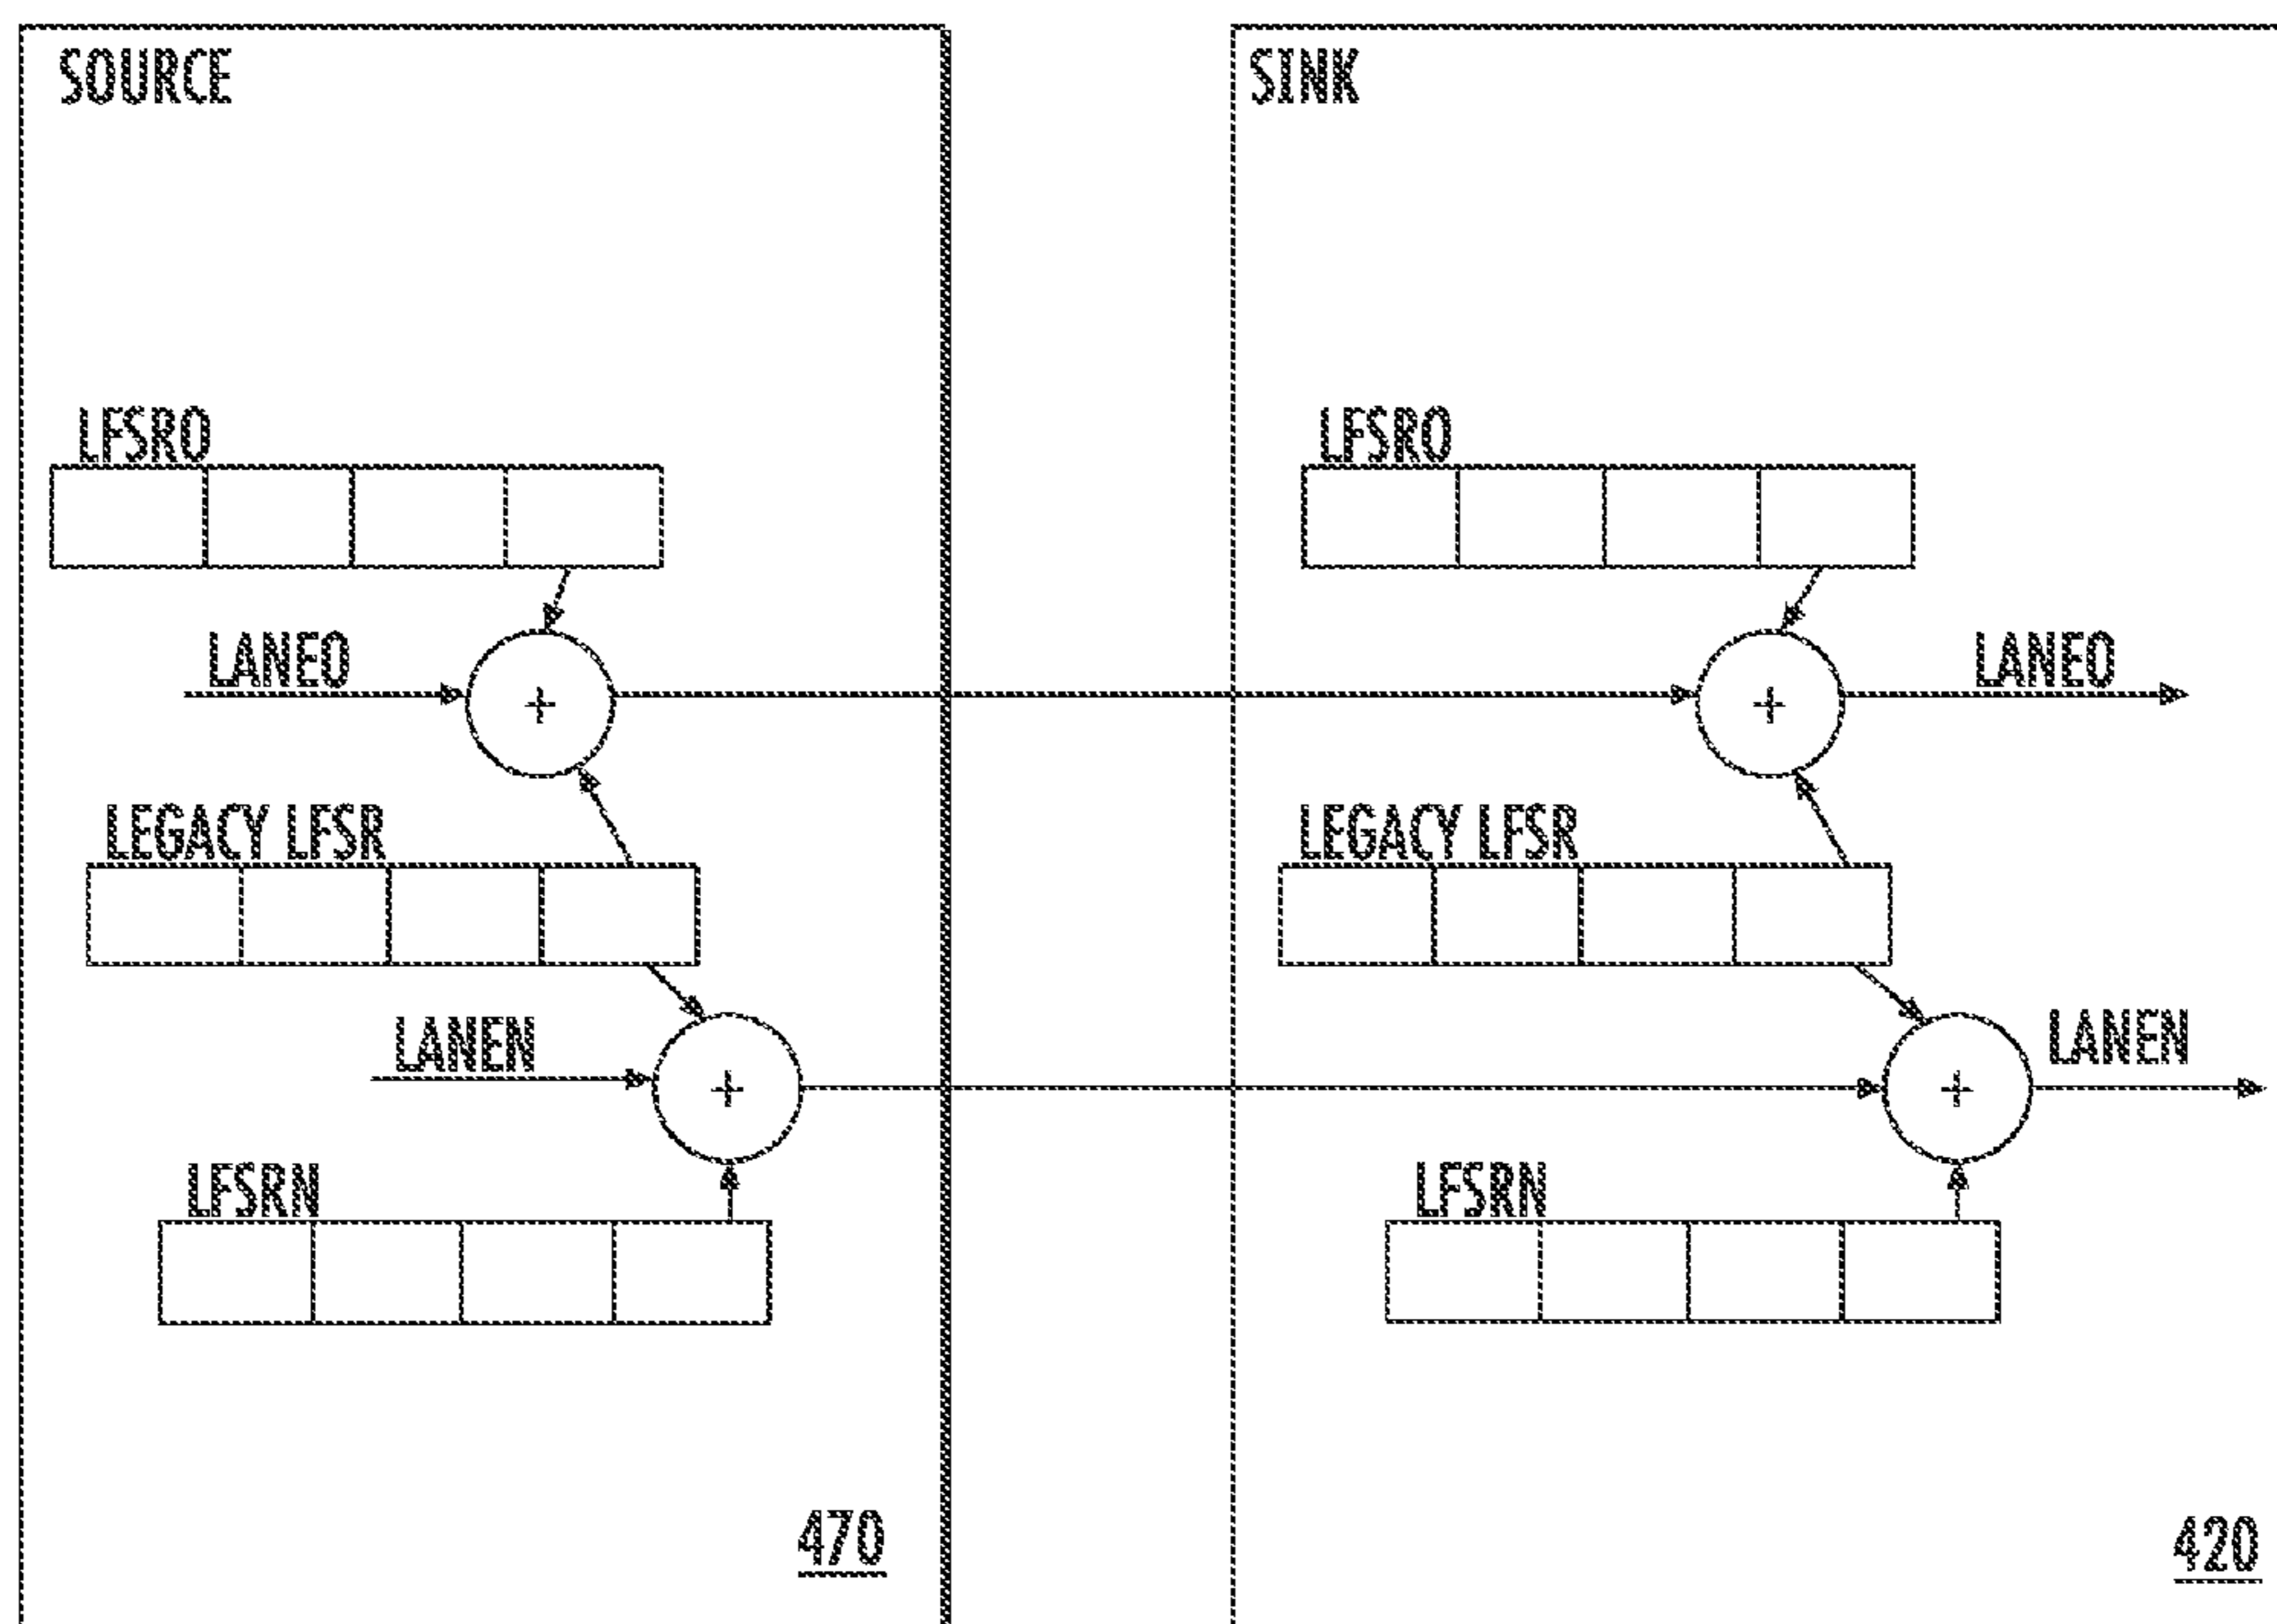 SOURCE
LFSR0
LANE0
+
LEGACY LFSR
LANEN
+
LFSRN
470
SINK
LFSR0
+
LANE0
LEGACY LFSR
+
LANEN
LFSRN
420